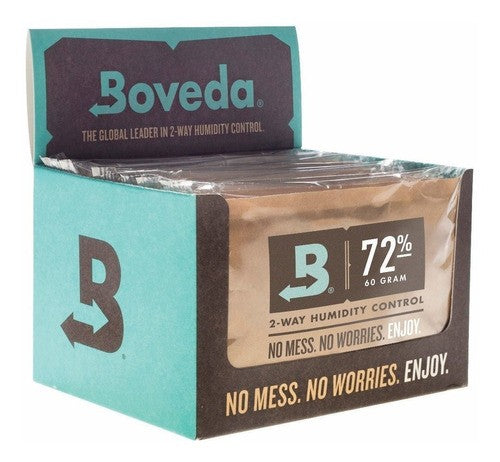 Boveda®
THE GLOBAL LEADER IN 2-WAY HUMIDITY CONTROL.
B®
B 72%
60 GRAM
2-WAY HUMIDITY CONTROL
NO MESS. NO WORRIES. ENJOY.
NO MESS. NO WORRIES. ENJOY.